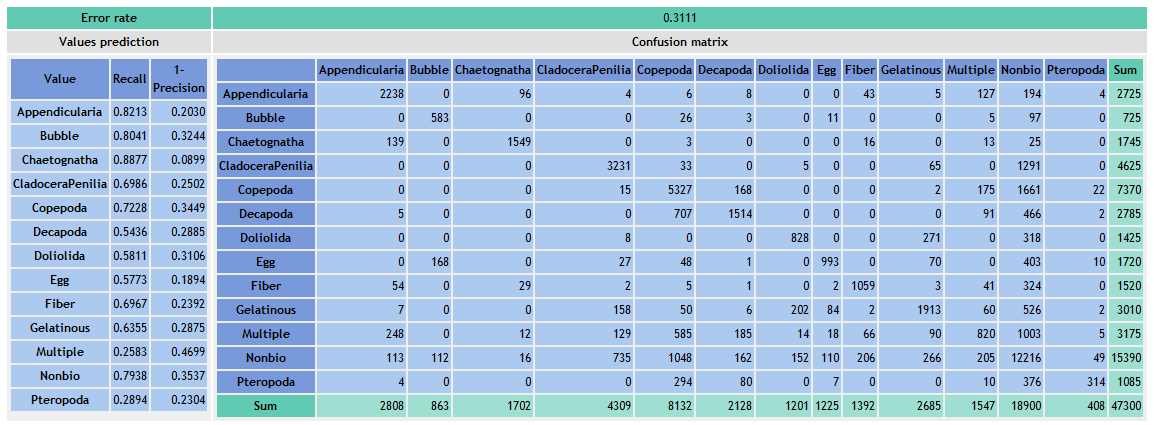 Error rate 0.3111
Values prediction Confusion matrix
Value Recall 1-Precision
Appendicularia 0.8213 0.2030
Bubble 0.8041 0.3244
Chaetognatha 0.8877 0.0899
CladoceraPenilia 0.6986 0.2502
Copepoda 0.7228 0.3449
Decapoda 0.5436 0.2885
Doliolida 0.5811 0.3106
Egg 0.5773 0.1894
Fiber 0.6967 0.2392
Gelatinous 0.6355 0.2875
Multiple 0.2583 0.4699
Nonbio 0.7938 0.3537
Pteropoda 0.2894 0.2304
Appendicularia Bubble Chaetognatha CladoceraPenilia Copepoda Decapoda Doliolida Egg Fiber Gelatinous Multiple Nonbio Pteropoda Sum
Appendicularia 2238 0 96 4 6 8 0 0 43 5 127 194 4 2725
Bubble 0 583 0 0 26 3 0 11 0 0 5 97 0 725
Chaetognatha 139 0 1549 0 3 0 0 0 16 0 13 25 0 1745
CladoceraPenilia 0 0 0 3231 33 0 5 0 0 65 0 1291 0 4625
Copepoda 0 0 0 15 5327 168 0 0 0 2 175 1661 22 7370
Decapoda 5 0 0 0 707 1514 0 0 0 0 91 466 2 2785
Doliolida 0 0 0 8 0 0 828 0 0 271 0 318 0 1425
Egg 0 168 0 27 48 1 0 993 0 70 0 403 10 1720
Fiber 54 0 29 2 5 1 0 2 1059 3 41 324 0 1520
Gelatinous 7 0 0 158 50 6 202 84 2 1913 60 526 2 3010
Multiple 248 0 12 129 585 185 14 18 66 90 820 1003 5 3175
Nonbio 113 112 16 735 1048 162 152 110 206 266 205 12216 49 15390
Pteropoda 4 0 0 0 294 80 0 7 0 0 10 376 314 1085
Sum 2808 863 1702 4309 8132 2128 1201 1225 1392 2685 1547 18900 408 47300